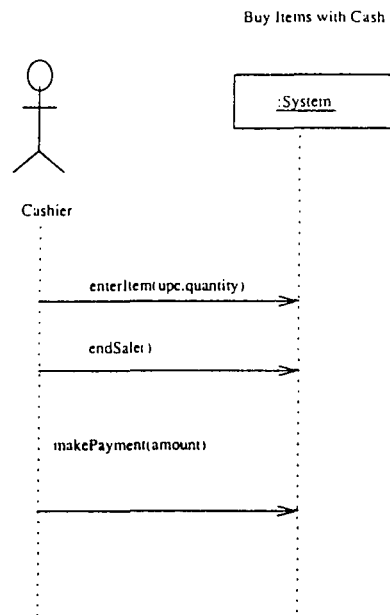 Buy Items with Cash
:System
Cashier
enterItem(upc,quantity)
endSale()
makePayment(amount)